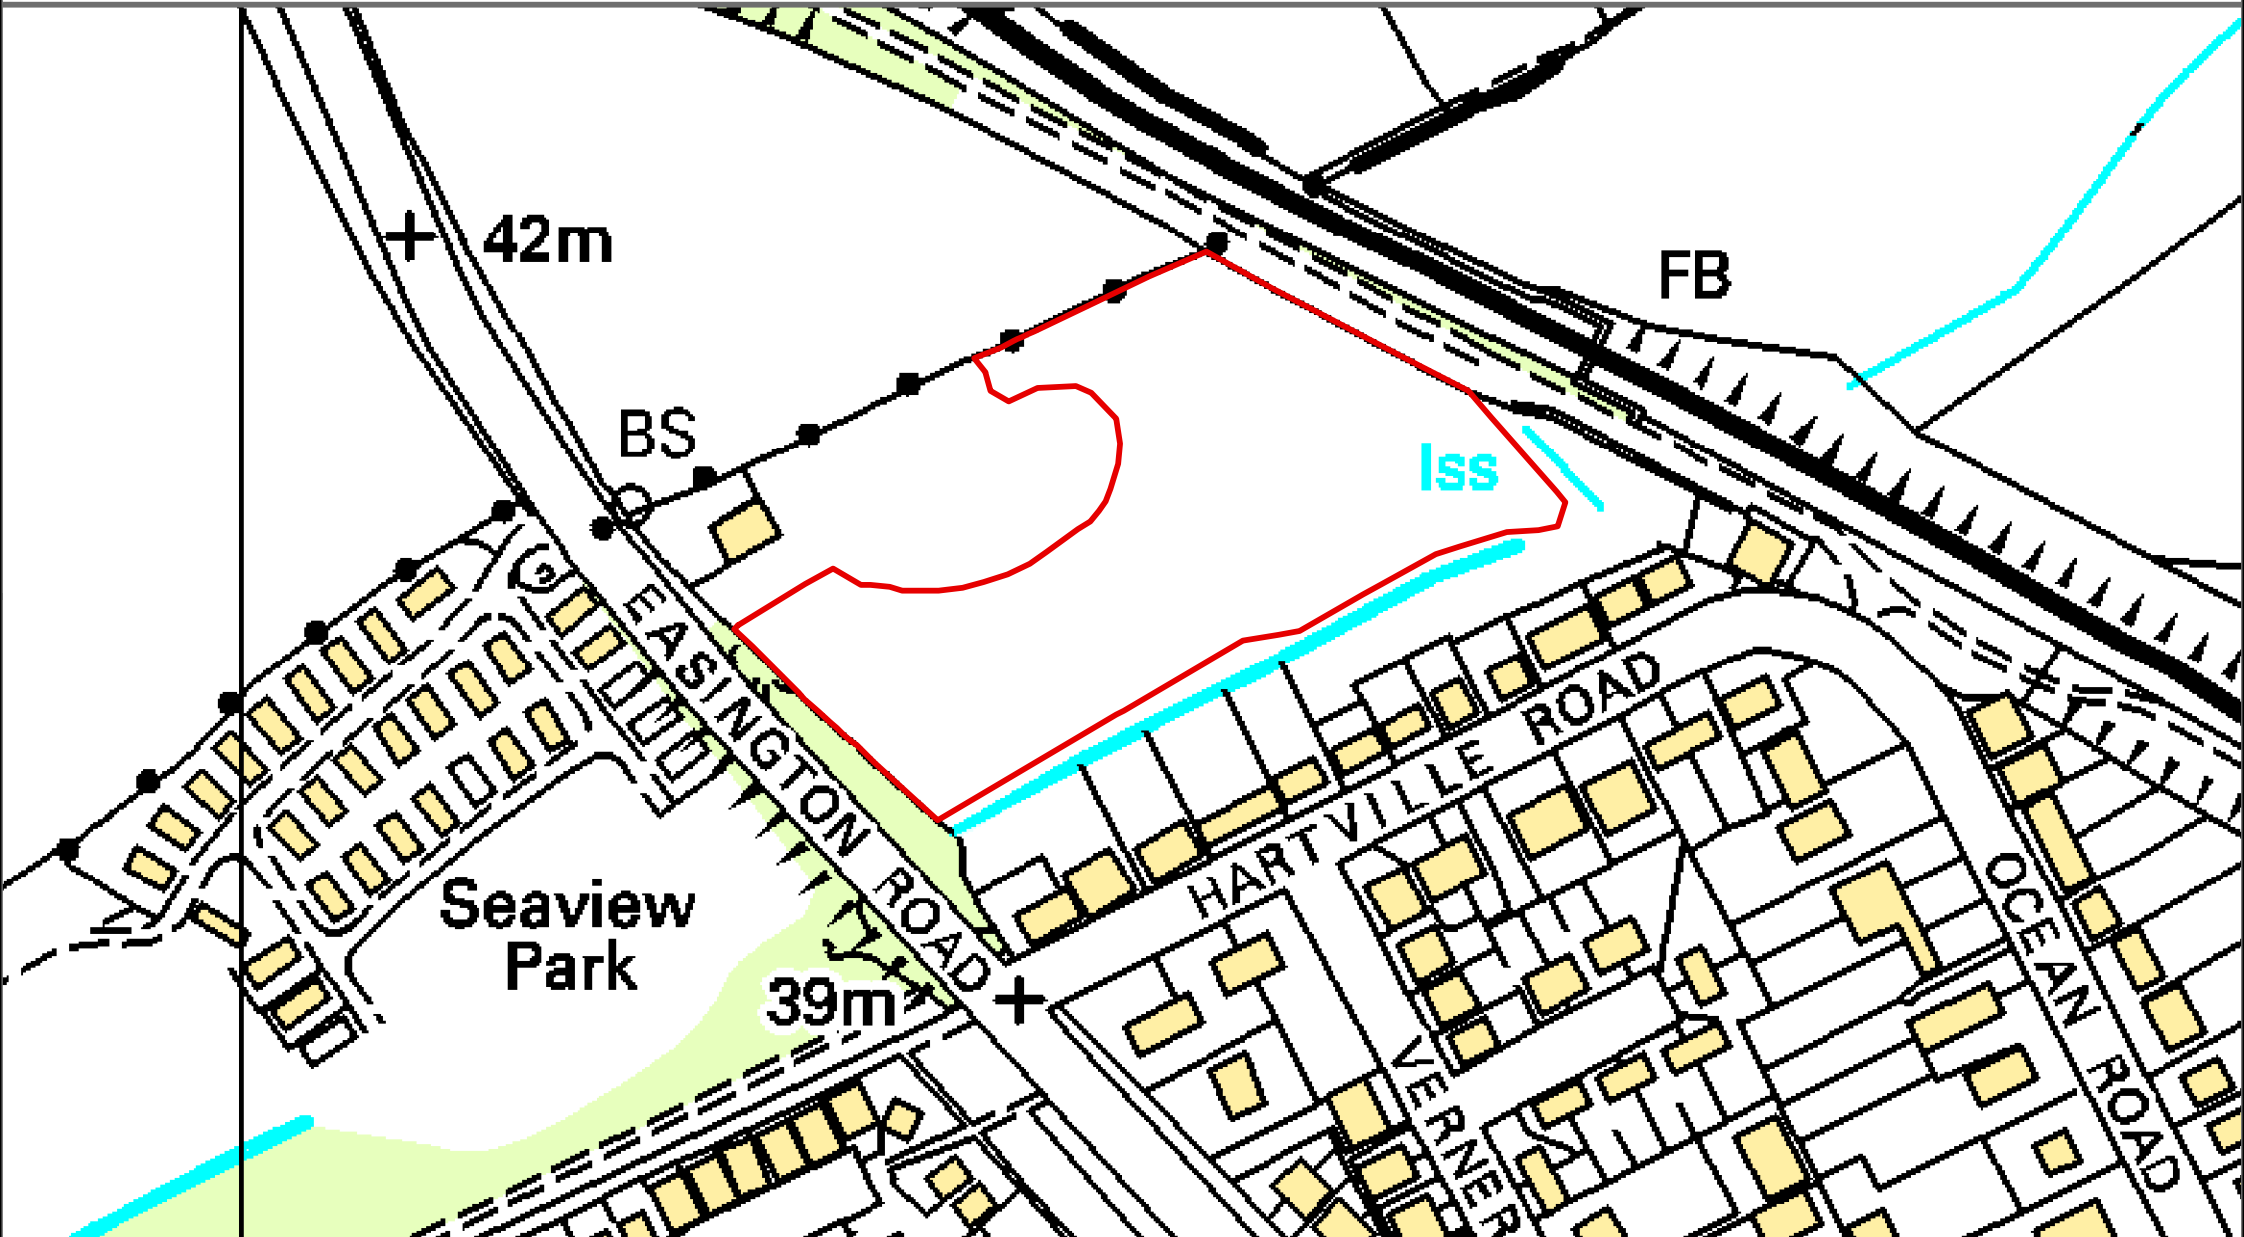 42m
FB
BS
Iss
EASINGTON ROAD
HARTVILLE ROAD
Seaview
Park
39m
OCEAN ROAD
VERNER